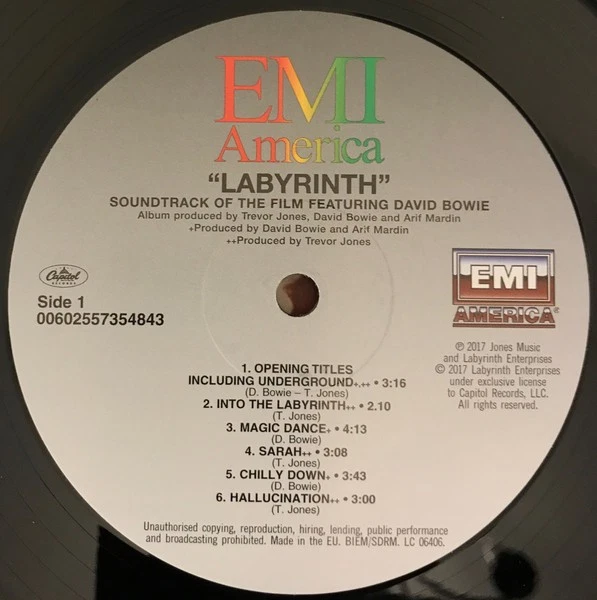 EMI
America
"LABYRINTH"
SOUNDTRACK OF THE FILM FEATURING DAVID BOWIE
Album produced by Trevor Jones, David Bowie and Arif Mardin
+Produced by David Bowie and Arif Mardin
++Produced by Trevor Jones
Capitol
RECORDS
Side 1
00602557354843
EMI
AMERICA®
℗ 2017 Jones Music
and Labyrinth Enterprises
© 2017 Labyrinth Enterprises
under exclusive license
to Capitol Records, LLC.
All rights reserved.
1. OPENING TITLES
INCLUDING UNDERGROUND+,++ • 3:16
(D. Bowie – T. Jones)
2. INTO THE LABYRINTH++ • 2.10
(T. Jones)
3. MAGIC DANCE+ • 4:13
(D. Bowie)
4. SARAH++ • 3:08
(T. Jones)
5. CHILLY DOWN+ • 3:43
(D. Bowie)
6. HALLUCINATION++ • 3:00
(T. Jones)
Unauthorised copying, reproduction, hiring, lending, public performance
and broadcasting prohibited. Made in the EU. BIEM/SDRM. LC 06406.